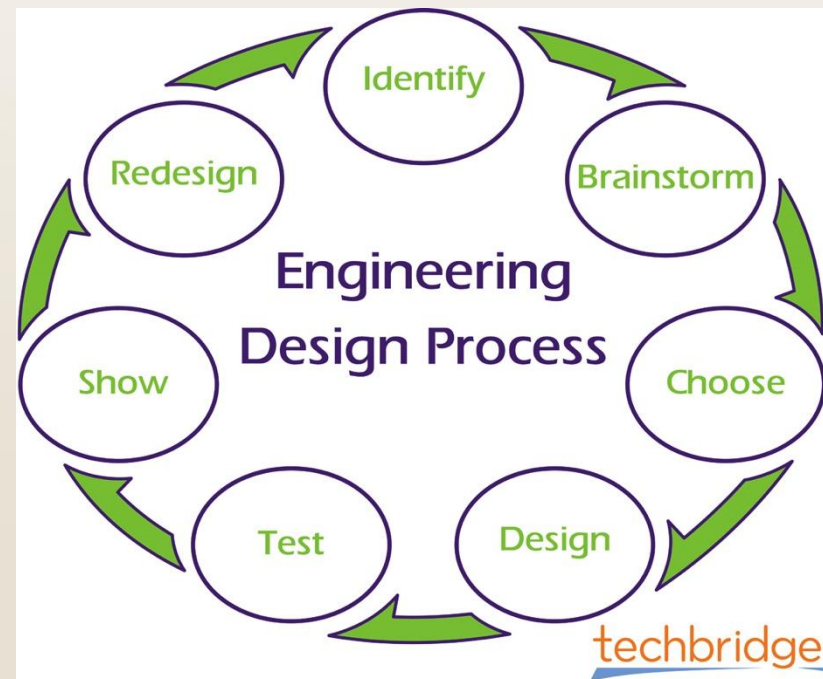 Identify
Brainstorm
Choose
Design
Test
Show
Redesign
Engineering
Design Process
techbridge